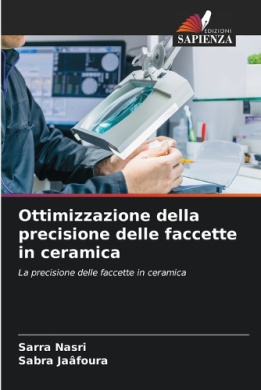 EDIZIONI
SAPIENZA
Ottimizzazione della
precisione delle faccette
in ceramica
La precisione delle faccette in ceramica
Sarra Nasri
Sabra Jaâfoura